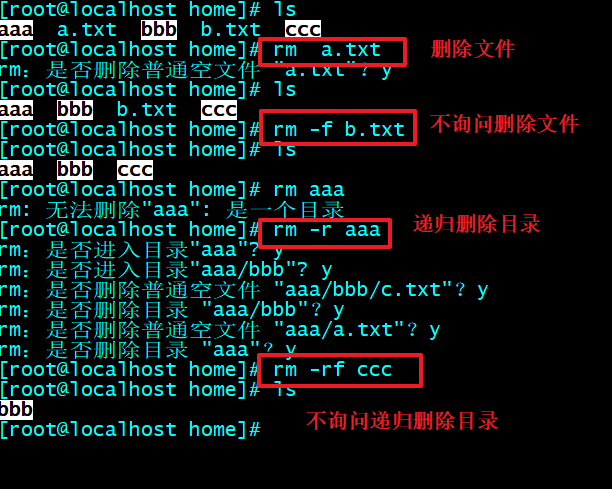 [root@localhost home]# ls
aaa a.txt bbb b.txt ccc
[root@localhost home]# rm a.txt 删除文件
rm：是否删除普通空文件 "a.txt"？y
[root@localhost home]# ls
aaa bbb b.txt ccc
[root@localhost home]# rm -f b.txt 不询问删除文件
[root@localhost home]# ls
aaa bbb ccc
[root@localhost home]# rm aaa
rm: 无法删除"aaa": 是一个目录
[root@localhost home]# rm -r aaa 递归删除目录
rm：是否进入目录"aaa"? y
rm：是否进入目录"aaa/bbb"? y
rm：是否删除普通空文件 "aaa/bbb/c.txt"？y
rm：是否删除目录 "aaa/bbb"？y
rm：是否删除普通空文件 "aaa/a.txt"？y
rm：是否删除目录 "aaa"？y
[root@localhost home]# rm -rf ccc
[root@localhost home]# ls
bbb
[root@localhost home]# 不询问递归删除目录